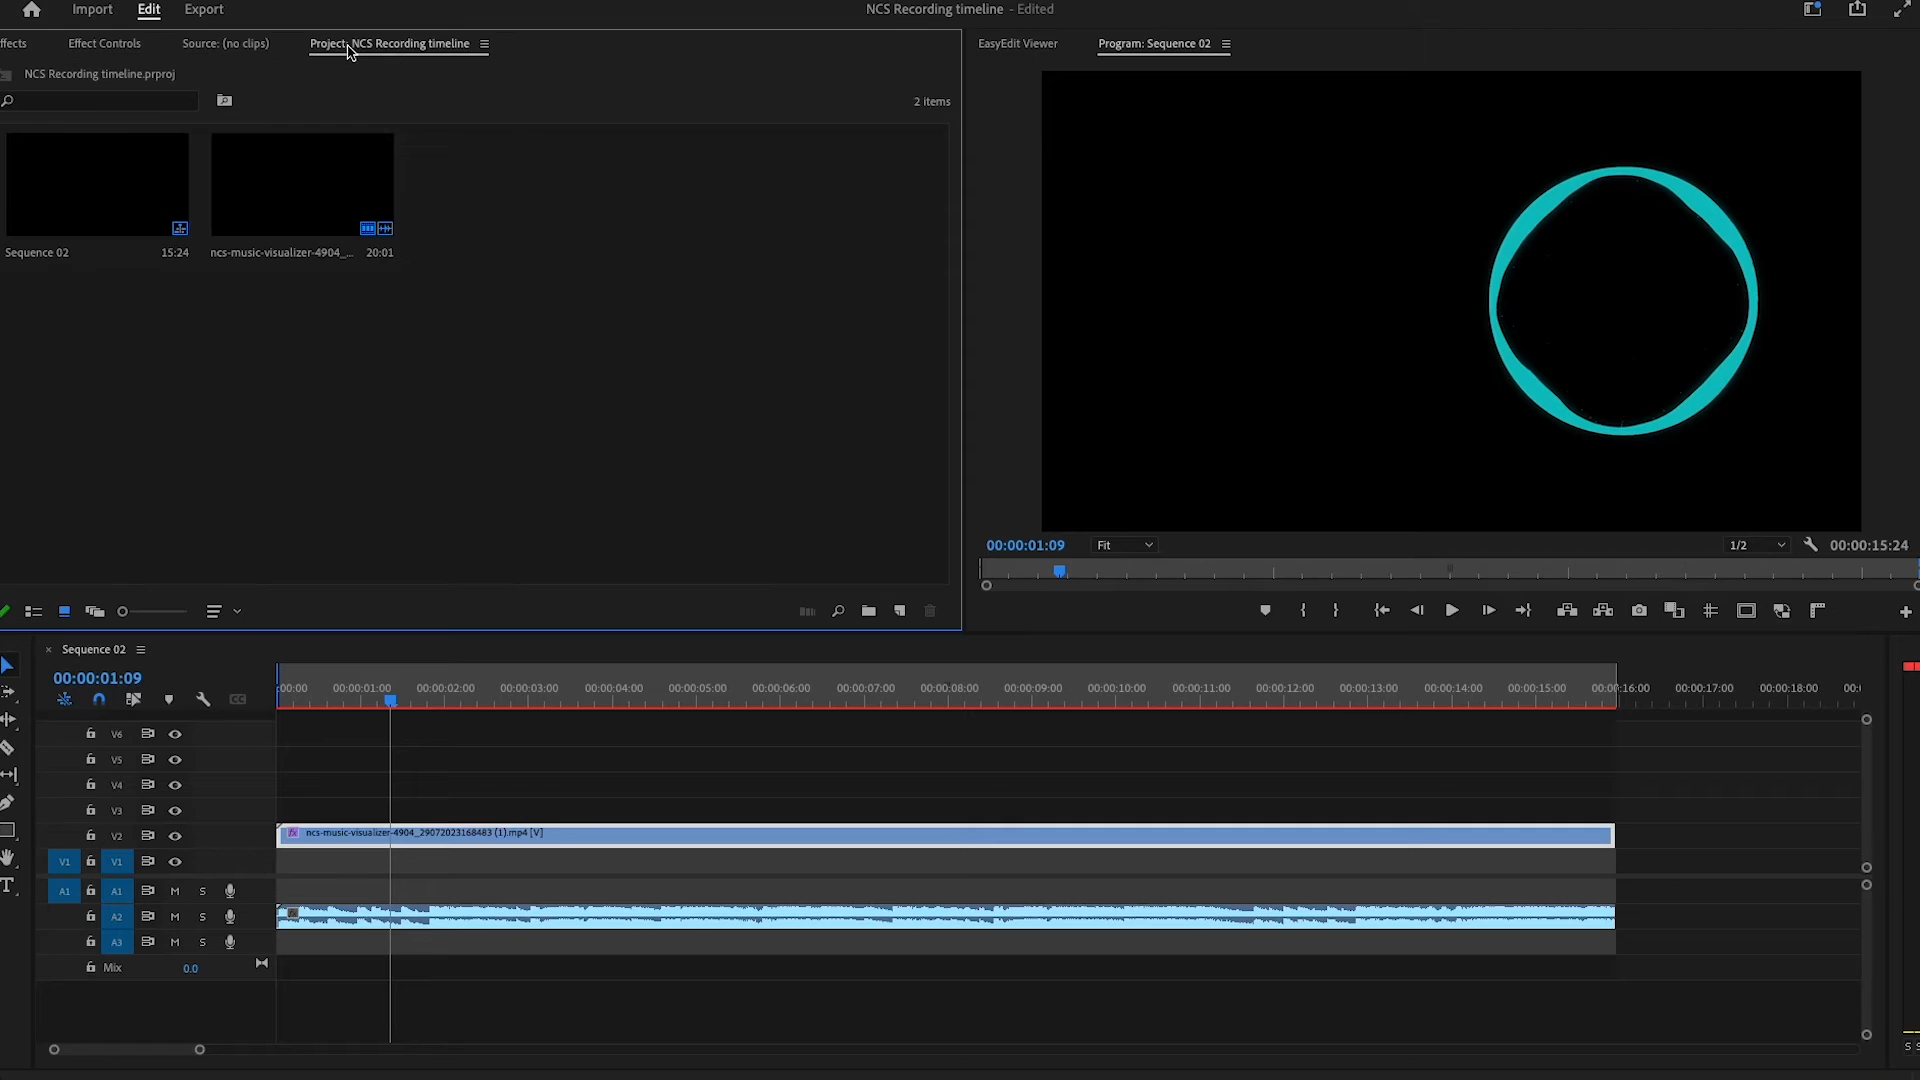 Import Edit Export NCS Recording timeline - Edited
ffects Effect Controls Source: (no clips) Project: NCS Recording timeline EasyEdit Viewer Program: Sequence 02
NCS Recording timeline.prproj
2 items
Sequence 02 15:24 ncs-music-visualizer-4904_... 20:01
00:00:01:09 Fit 1/2 00:00:15:24
Sequence 02
00:00:01:09
:00:00 00:00:01:00 00:00:02:00 00:00:03:00 00:00:04:00 00:00:05:00 00:00:06:00 00:00:07:00 00:00:08:00 00:00:09:00 00:00:10:00 00:00:11:00 00:00:12:00 00:00:13:00 00:00:14:00 00:00:15:00 00:00:16:00 00:00:17:00 00:00:18:00 00:
CC
V6
V5
V4
V3
V2 fx ncs-music-visualizer-4904_29072023168483 (1).mp4 [V]
V1 V1
A1 A1 M S
A2 M S fx
A3 M S
Mix 0.0
S S